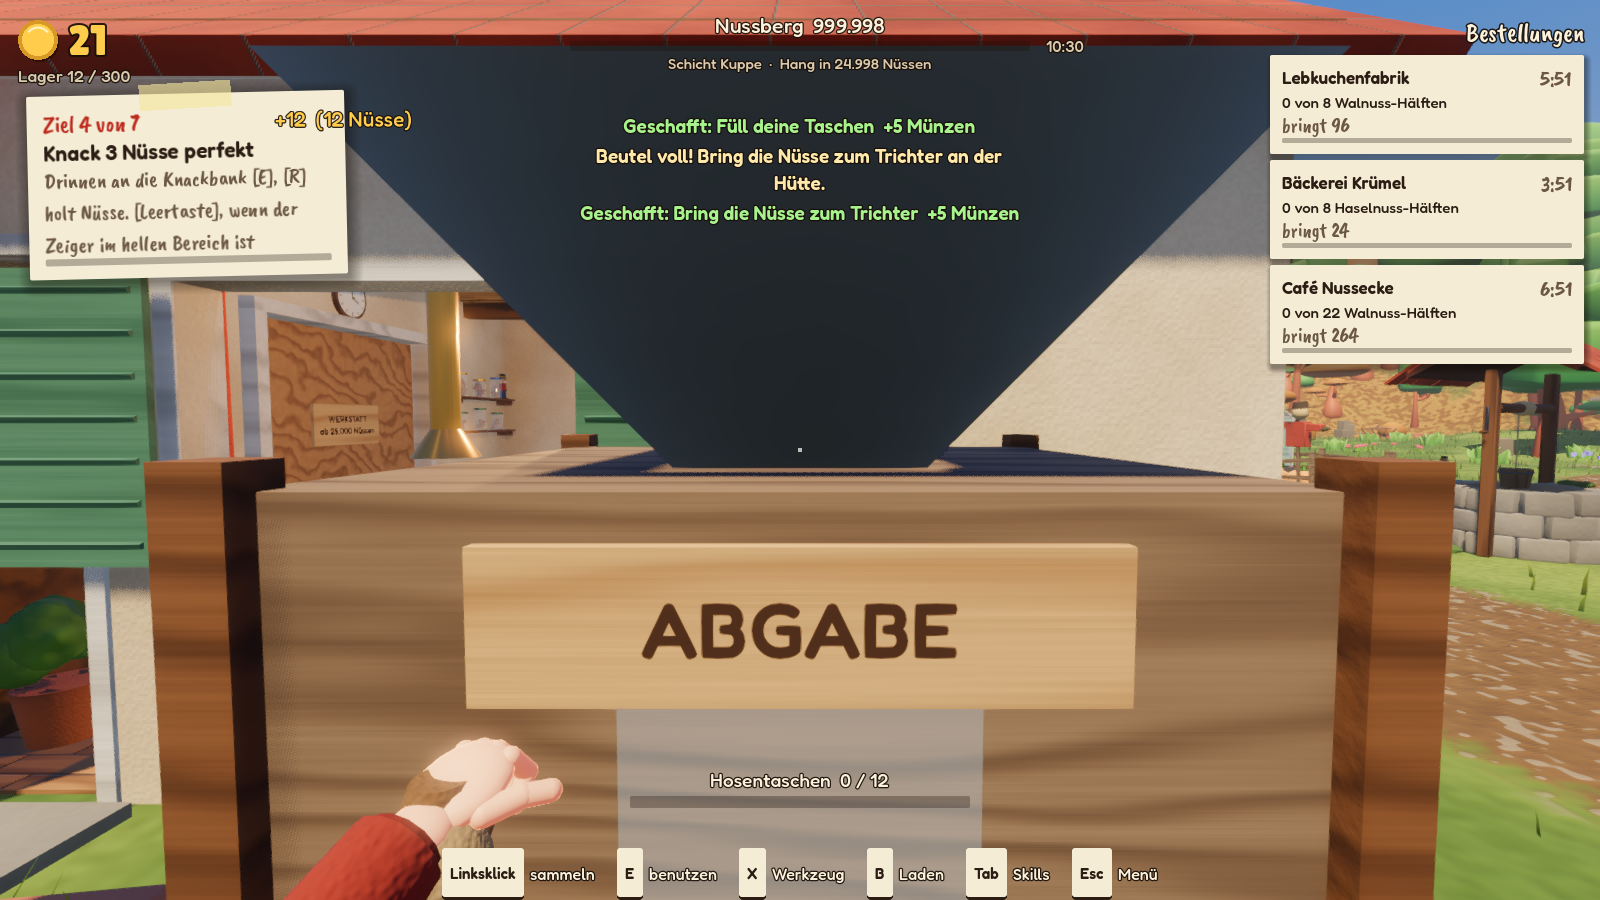 21
Lager 12 / 300
Nussberg 999.998
10:30
Schicht Kuppe · Hang in 24.998 Nüssen
Ziel 4 von 7
Knack 3 Nüsse perfekt
Drinnen an die Knackbank [E], [R]
holt Nüsse. [Leertaste], wenn der
Zeiger im hellen Bereich ist
+12 (12 Nüsse)
Geschafft: Füll deine Taschen +5 Münzen
Beutel voll! Bring die Nüsse zum Trichter an der
Hütte.
Geschafft: Bring die Nüsse zum Trichter +5 Münzen
Bestellungen
Lebkuchenfabrik 5:51
0 von 8 Walnuss-Hälften
bringt 96
Bäckerei Krümel 3:51
0 von 8 Haselnuss-Hälften
bringt 24
Café Nussecke 6:51
0 von 22 Walnuss-Hälften
bringt 264
WERKSTATT
ab 25.000 Nüssen
ABGABE
Hosentaschen 0 / 12
Linksklick sammeln E benutzen X Werkzeug B Laden Tab Skills Esc Menü